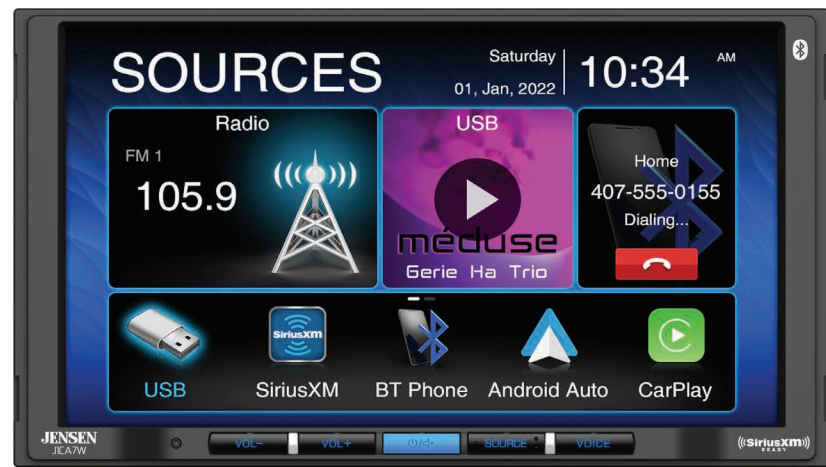 SOURCES
Saturday
01, Jan, 2022
10:34 AM
Radio
FM 1
105.9
USB
méduse
Gerie Ha Trio
Home
407-555-0155
Dialing...
USB
SiriusXM
SiriusXM
BT Phone
Android Auto
CarPlay
JENSEN
JICA7W
VOL-
VOL+
SOURCE
VOICE
SiriusXM
READY